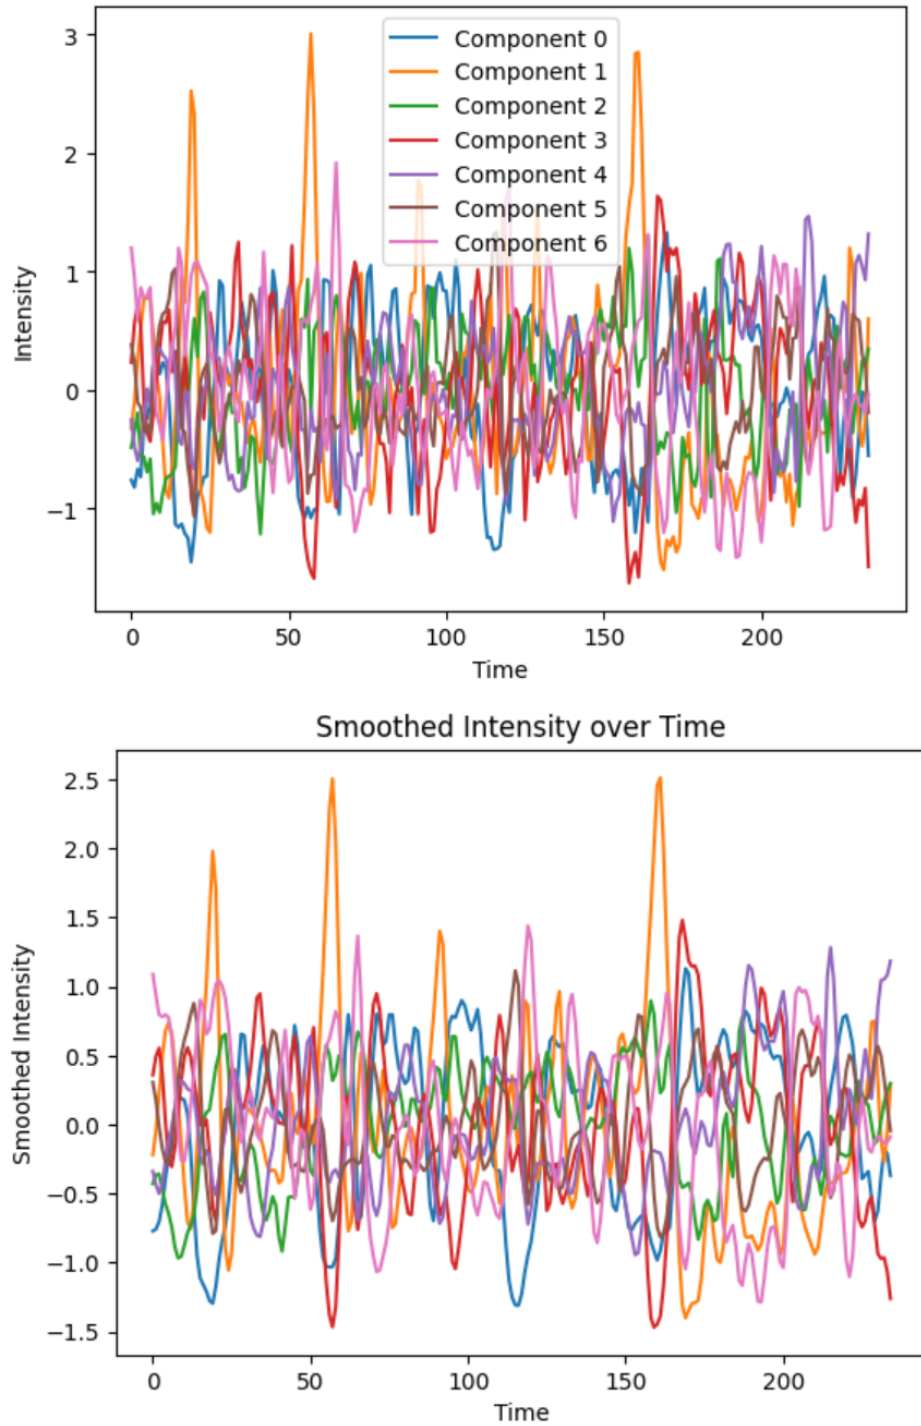 3
2
1
0
−1
Intensity
Component 0
Component 1
Component 2
Component 3
Component 4
Component 5
Component 6
0 50 100 150 200
Time
Smoothed Intensity over Time
2.5
2.0
1.5
1.0
0.5
0.0
−0.5
−1.0
−1.5
Smoothed Intensity
0 50 100 150 200
Time